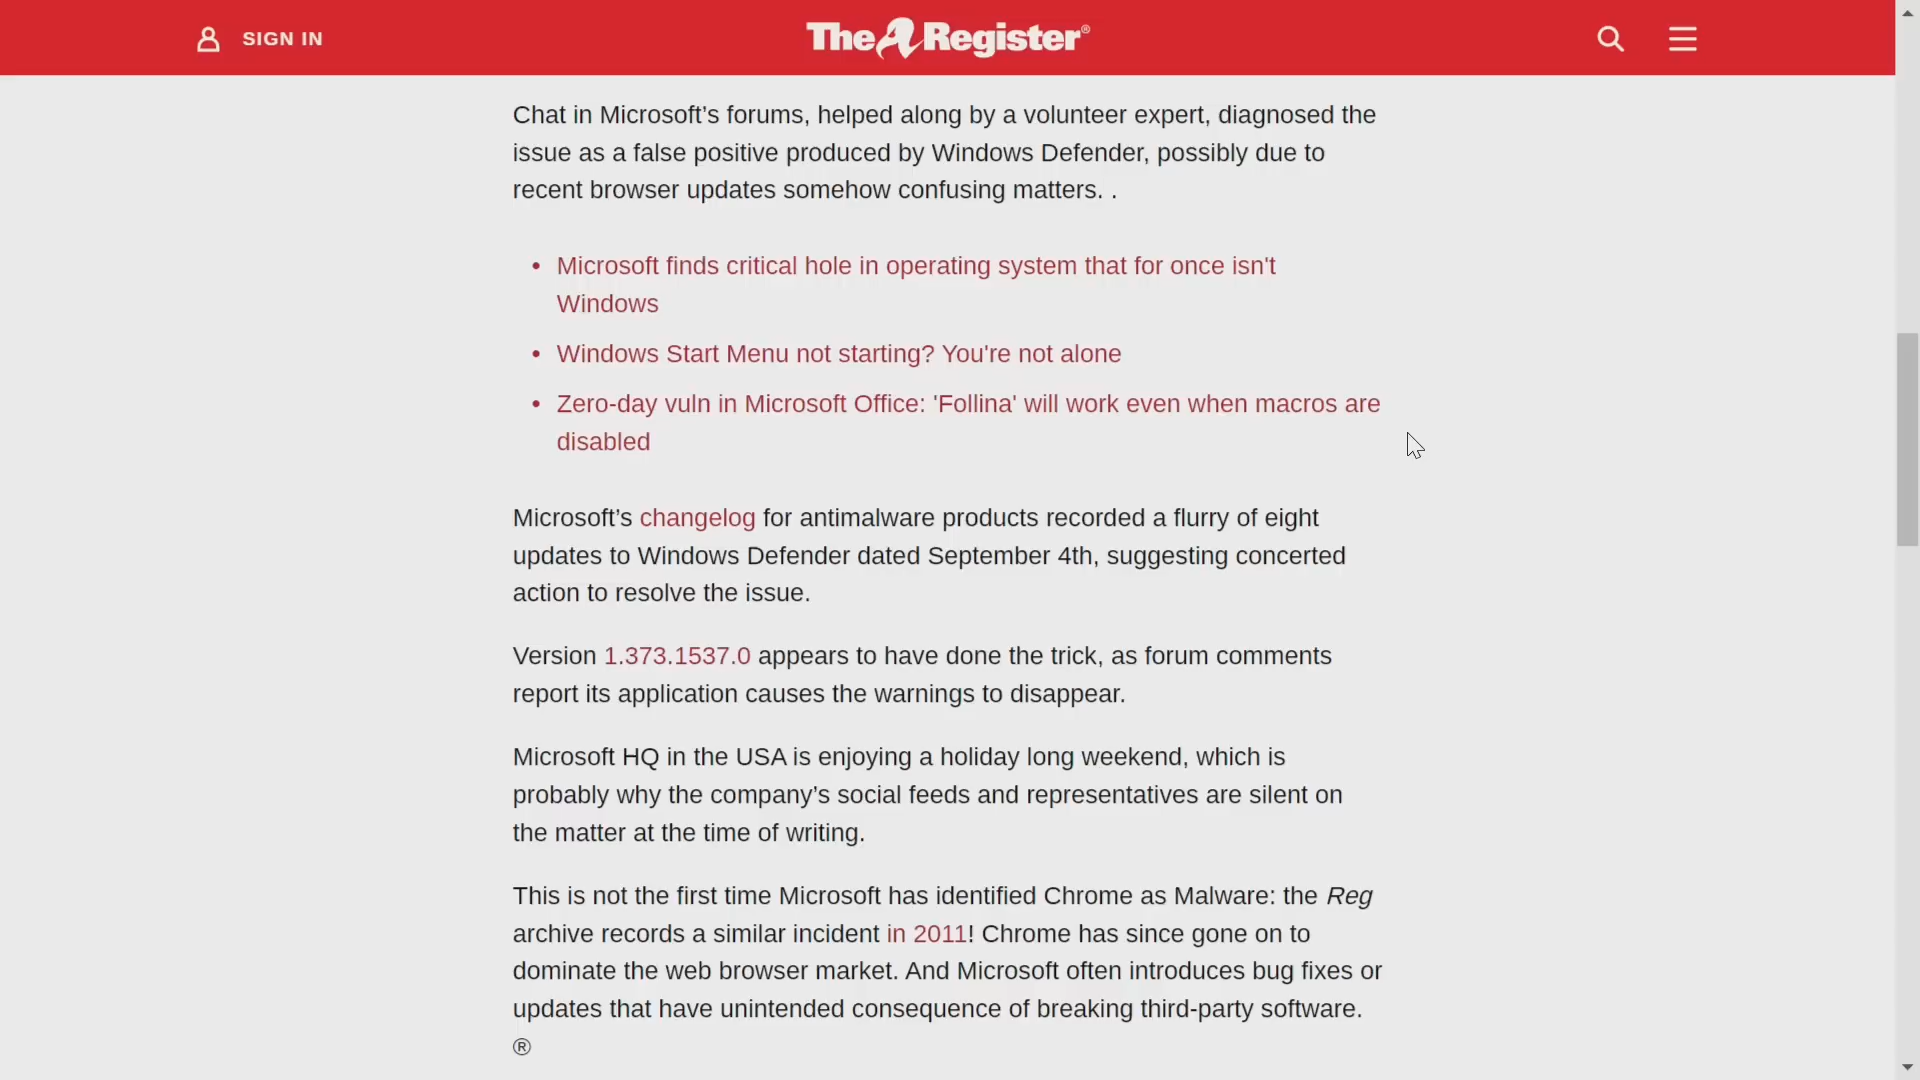 SIGN IN
The Register®
Chat in Microsoft’s forums, helped along by a volunteer expert, diagnosed the
issue as a false positive produced by Windows Defender, possibly due to
recent browser updates somehow confusing matters. .
• Microsoft finds critical hole in operating system that for once isn't
Windows
• Windows Start Menu not starting? You're not alone
• Zero-day vuln in Microsoft Office: 'Follina' will work even when macros are
disabled
Microsoft’s changelog for antimalware products recorded a flurry of eight
updates to Windows Defender dated September 4th, suggesting concerted
action to resolve the issue.
Version 1.373.1537.0 appears to have done the trick, as forum comments
report its application causes the warnings to disappear.
Microsoft HQ in the USA is enjoying a holiday long weekend, which is
probably why the company’s social feeds and representatives are silent on
the matter at the time of writing.
This is not the first time Microsoft has identified Chrome as Malware: the Reg
archive records a similar incident in 2011! Chrome has since gone on to
dominate the web browser market. And Microsoft often introduces bug fixes or
updates that have unintended consequence of breaking third-party software.
®